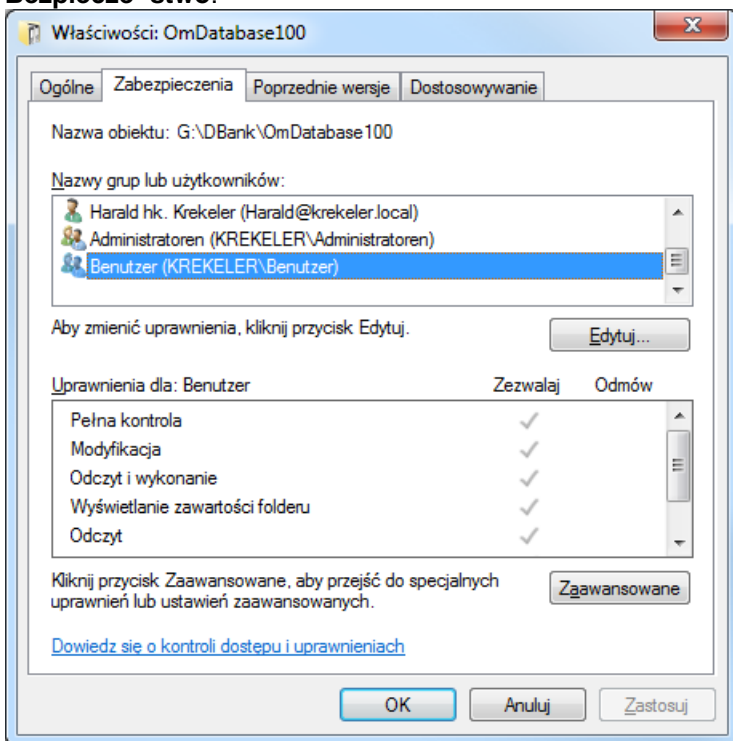 Właściwości: OmDatabase100
Ogólne Zabezpieczenia Poprzednie wersje Dostosowywanie
Nazwa obiektu: G:\DBank\OmDatabase100
Nazwy grup lub użytkowników:
Harald hk. Krekeler (Harald@krekeler.local)
Administratoren (KREKELER\Administratoren)
Benutzer (KREKELER\Benutzer)
Aby zmienić uprawnienia, kliknij przycisk Edytuj.
Edytuj...
Uprawnienia dla: Benutzer Zezwalaj Odmów
Pełna kontrola
Modyfikacja
Odczyt i wykonanie
Wyświetlanie zawartości folderu
Odczyt
Kliknij przycisk Zaawansowane, aby przejść do specjalnych
uprawnień lub ustawień zaawansowanych.
Zaawansowane
Dowiedz się o kontroli dostępu i uprawnieniach
OK Anuluj Zastosuj